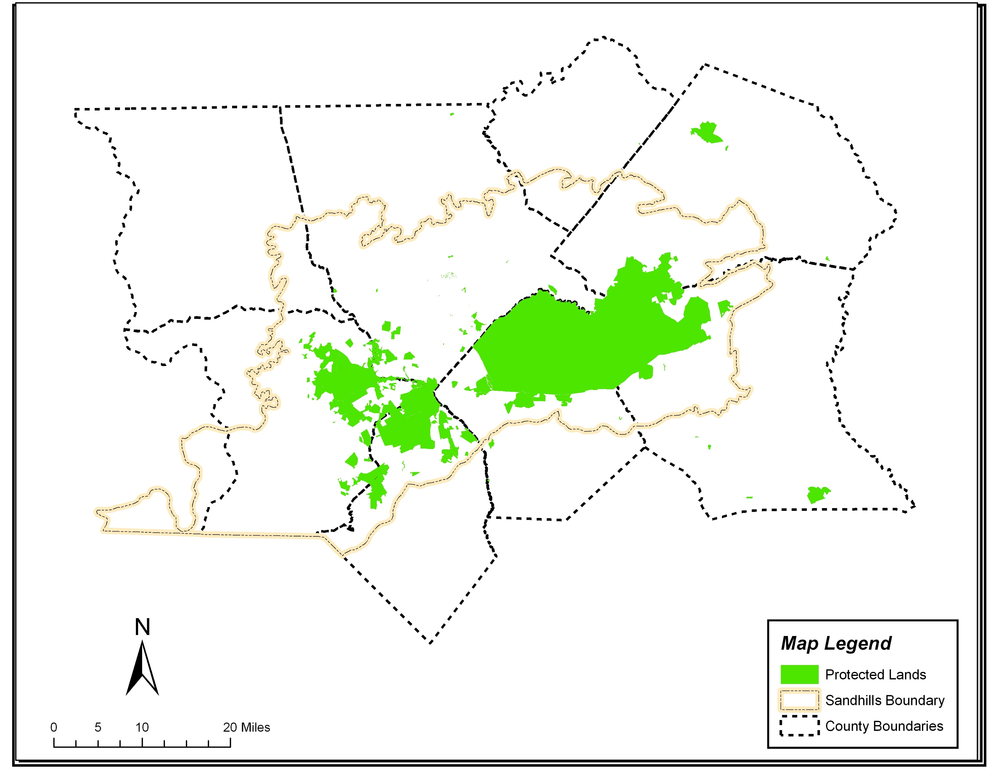 N
0 5 10 20 Miles
Map Legend
Protected Lands
Sandhills Boundary
County Boundaries